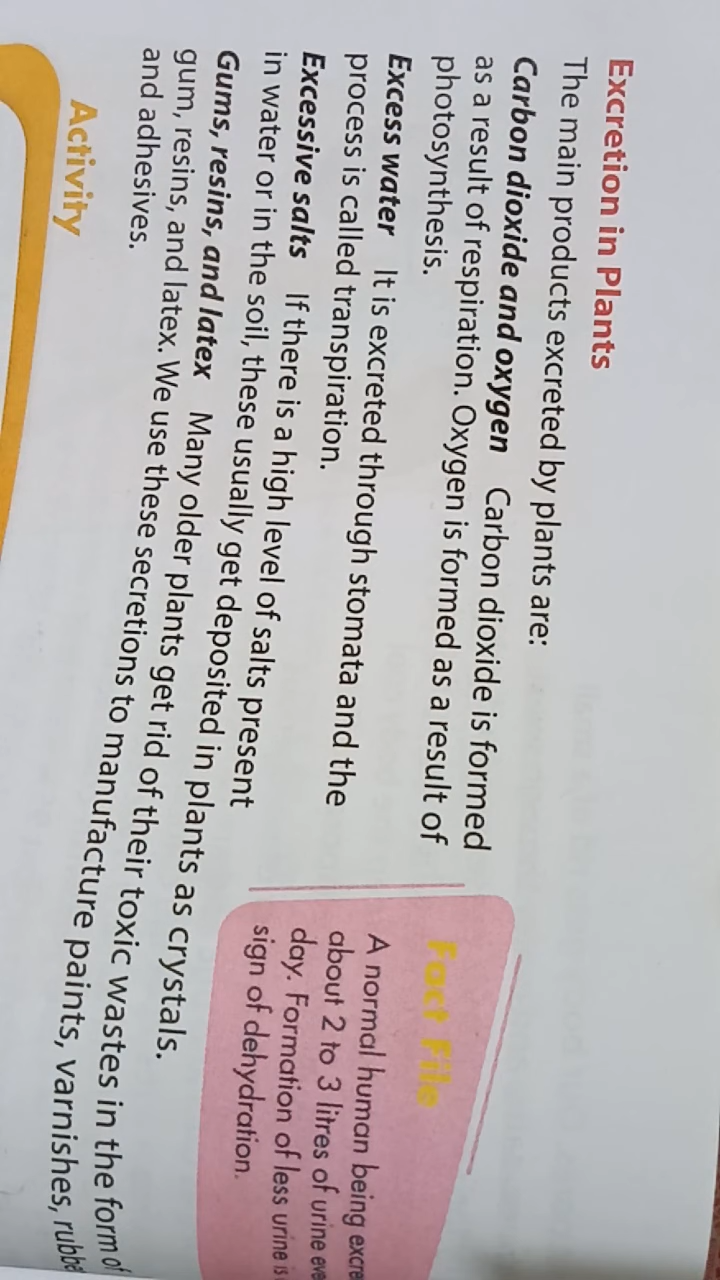 Excretion in Plants
The main products excreted by plants are:
Carbon dioxide and oxygen Carbon dioxide is formed
as a result of respiration. Oxygen is formed as a result of
photosynthesis.
Excess water It is excreted through stomata and the
process is called transpiration.
Excessive salts If there is a high level of salts present
in water or in the soil, these usually get deposited in plants as crystals.
Gums, resins, and latex Many older plants get rid of their toxic wastes in the form of
gum, resins, and latex. We use these secretions to manufacture paints, varnishes,
and adhesives.
Fact File
A normal human being
about 2 to 3 litres of urine
day. Formation of less urine is
sign of dehydration.
Activity